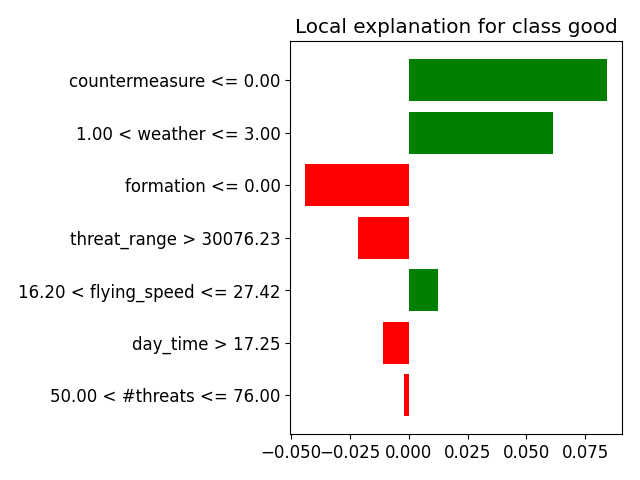 Local explanation for class good
countermeasure <= 0.00
1.00 < weather <= 3.00
formation <= 0.00
threat_range > 30076.23
16.20 < flying_speed <= 27.42
day_time > 17.25
50.00 < #threats <= 76.00
−0.050 −0.025 0.000 0.025 0.050 0.075